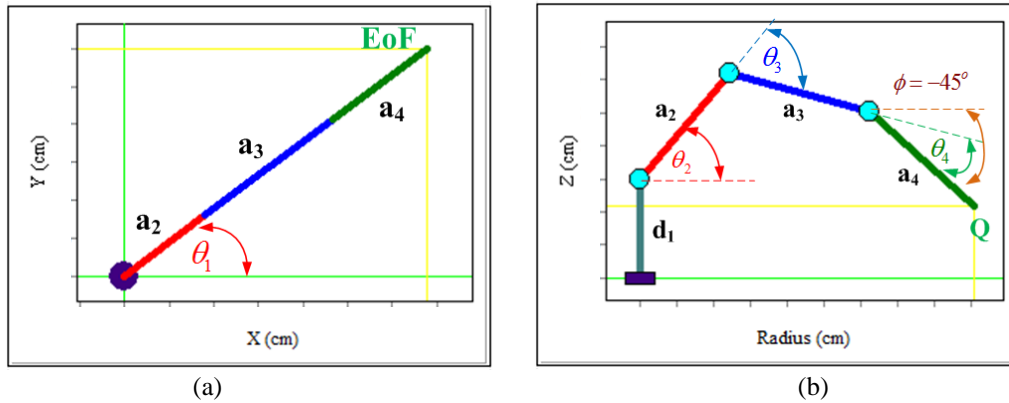 EoF
a₄
a₃
a₂
θ₁
Y (cm)
X (cm)
(a)
θ₃
a₂
a₃
ϕ = −45°
θ₂
θ₄
a₄
d₁
Q
Z (cm)
Radius (cm)
(b)